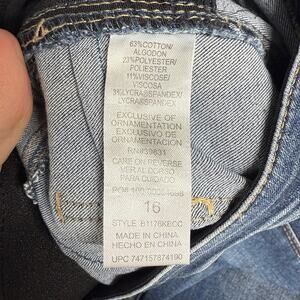 63%COTTON/
ALGODON
23%POLYESTER/
POLIESTER
11%VISCOSE/
VISCOSA
3%LYCRA®SPANDEX/
LYCRA®SPANDEX
EXCLUSIVE OF
ORNAMENTATION
EXCLUSIVO DE
ORNAMENTACION
CARE ON REVERSE
VER AL DORSO
PARA CUIDADO
16
STYLE B1176KECC
MADE IN CHINA
HECHO EN CHINA
UPC 747157874190